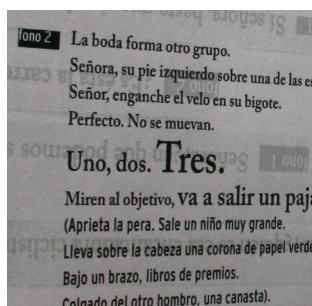 fono 2 La boda forma otro grupo.
Señora, su pie izquierdo sobre una de las es
Señor, enganche el velo en su bigote.
Perfecto. No se muevan.
Uno, dos. Tres.
Miren al objetivo, va a salir un paja
(Aprieta la pera. Sale un niño muy grande.
Lleva sobre la cabeza una corona de papel verde
Bajo un brazo, libros de premios.
Colgado del otro hombro, una canasta).